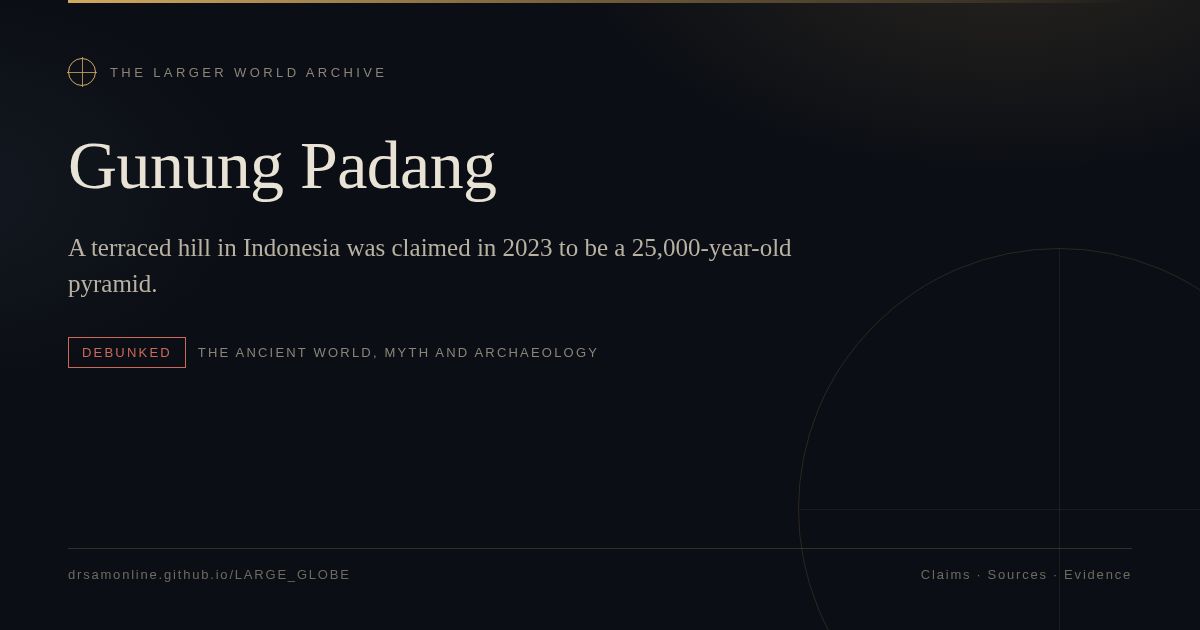 THE LARGER WORLD ARCHIVE
Gunung Padang
A terraced hill in Indonesia was claimed in 2023 to be a 25,000-year-old
pyramid.
DEBUNKED THE ANCIENT WORLD, MYTH AND ARCHAEOLOGY
drsamonline.github.io/LARGE_GLOBE Claims · Sources · Evidence